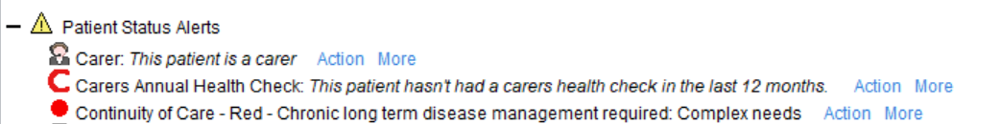 Patient Status Alerts
Carer: This patient is a carer Action More
Carers Annual Health Check: This patient hasn't had a carers health check in the last 12 months. Action More
Continuity of Care - Red - Chronic long term disease management required: Complex needs Action More